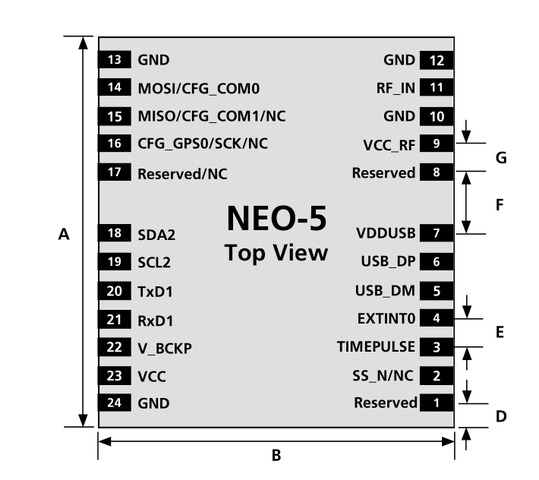 13 GND GND 12
14 MOSI/CFG_COM0 RF_IN 11
15 MISO/CFG_COM1/NC GND 10
16 CFG_GPS0/SCK/NC VCC_RF 9
G
17 Reserved/NC Reserved 8
F
NEO-5
A 18 SDA2 VDDUSB 7
Top View
19 SCL2 USB_DP 6
20 TxD1 USB_DM 5
21 RxD1 EXTINT0 4
E
22 V_BCKP TIMEPULSE 3
23 VCC SS_N/NC 2
24 GND Reserved 1
D
B